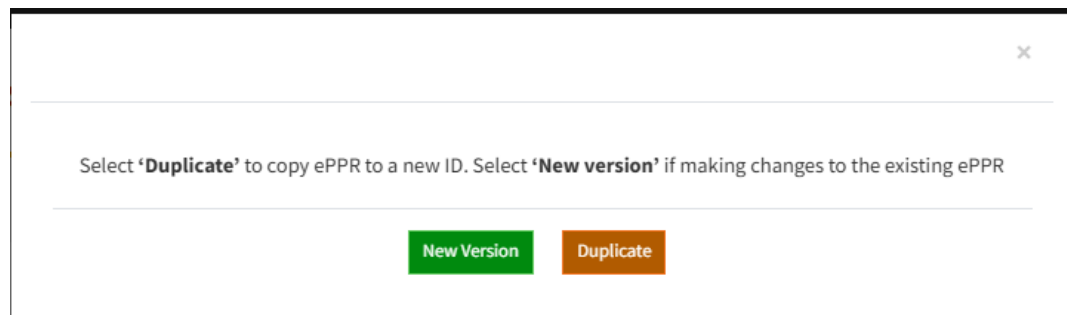 ×
Select ‘Duplicate’ to copy ePPR to a new ID. Select ‘New version’ if making changes to the existing ePPR
New Version Duplicate